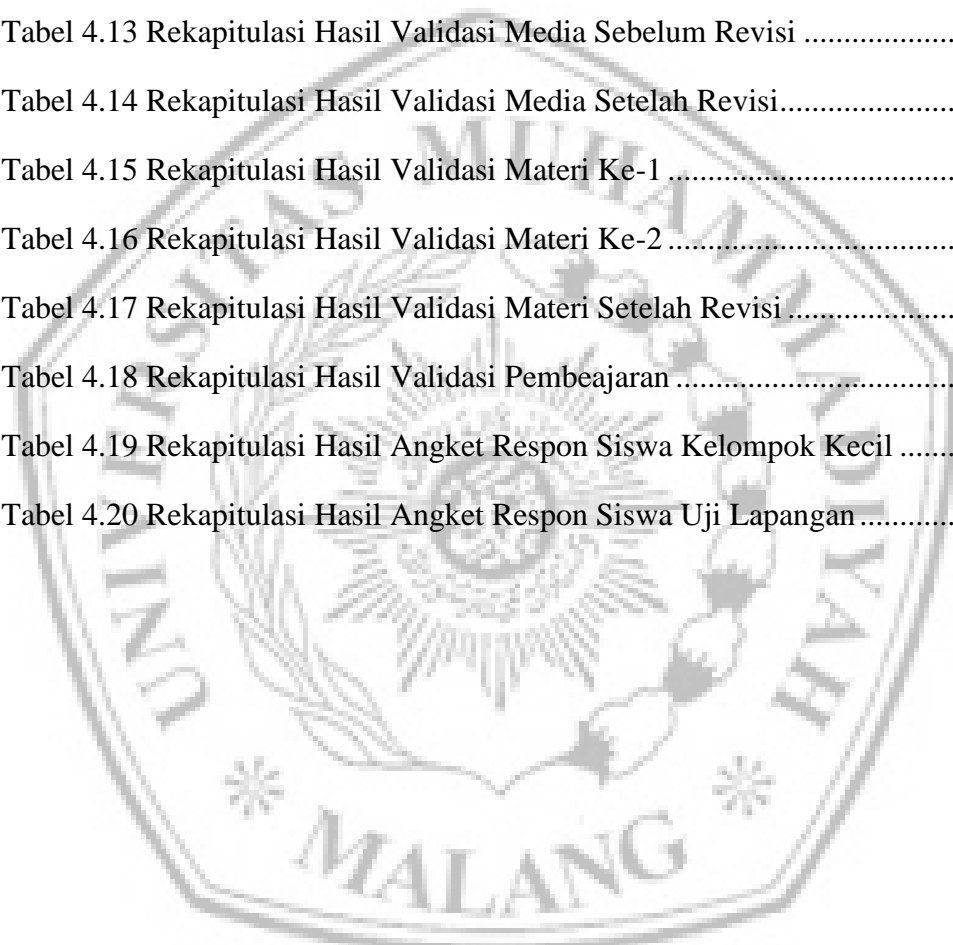 Tabel 4.13 Rekapitulasi Hasil Validasi Media Sebelum Revisi ...................
Tabel 4.14 Rekapitulasi Hasil Validasi Media Setelah Revisi......................
Tabel 4.15 Rekapitulasi Hasil Validasi Materi Ke-1 ....................................
Tabel 4.16 Rekapitulasi Hasil Validasi Materi Ke-2 ....................................
Tabel 4.17 Rekapitulasi Hasil Validasi Materi Setelah Revisi .....................
Tabel 4.18 Rekapitulasi Hasil Validasi Pembeajaran ...................................
Tabel 4.19 Rekapitulasi Hasil Angket Respon Siswa Kelompok Kecil .......
Tabel 4.20 Rekapitulasi Hasil Angket Respon Siswa Uji Lapangan ............
UNIVERSITAS MUHAMMADIYAH
MALANG